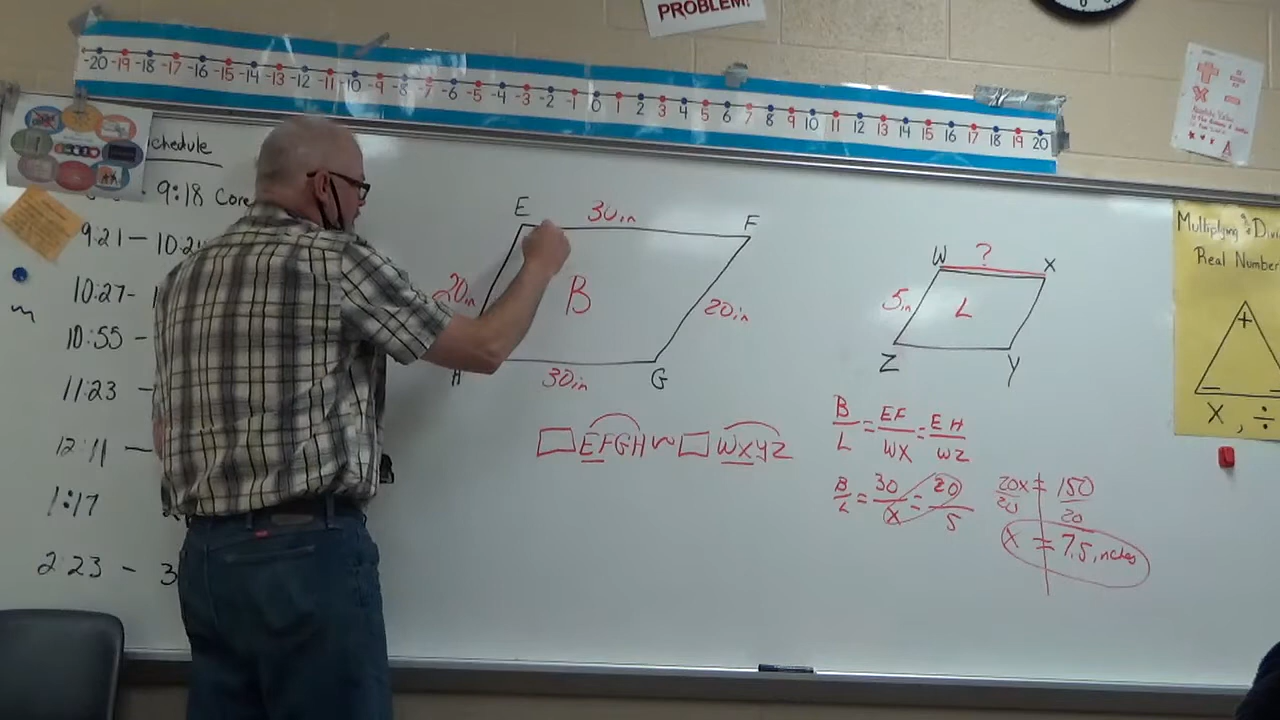 PROBLEM!
-20 -19 -18 -17 -16 -15 -14 -13 -12 -11 -10 -9 -8 -7 -6 -5 -4 -3 -2 -1 0 1 2 3 4 5 6 7 8 9 10 11 12 13 14 15 16 17 18 19 20
chedule
9:18 Core
9:21 – 10:2
10:27 -
10:55 -
11:23 -
12:11 -
1:17
2:23 - 3
E 30in F
20in B 20in
H 30in G
□EFGH ~ □WXYZ
W ? X
5in L
Z Y
B/L = EF/WX = EH/WZ
B/L = 30/x = 20/5
20x/20 = 150/20
x = 7.5 inches
Absolute Value
Multiplying & Divi
Real Number
+
- -
X, ÷